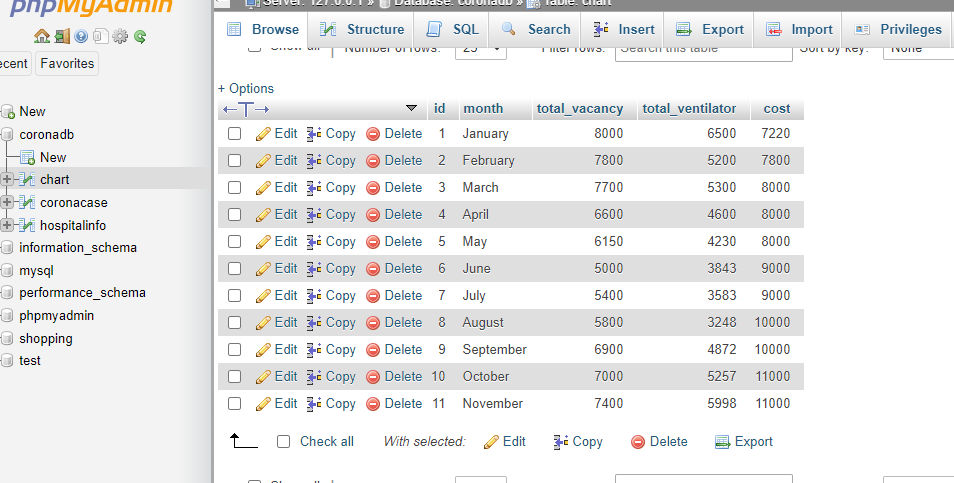 phpMyAdmin
Server: 127.0.0.1 » Database: coronadb » Table: chart
Browse Structure SQL Search Insert Export Import Privileges
Show all Number of rows: 25 Filter rows: Search this table Sort by key: None
ecent Favorites
+ Options
id month total_vacancy total_ventilator cost
Edit Copy Delete 1 January 8000 6500 7220
Edit Copy Delete 2 February 7800 5200 7800
Edit Copy Delete 3 March 7700 5300 8000
Edit Copy Delete 4 April 6600 4600 8000
Edit Copy Delete 5 May 6150 4230 8000
Edit Copy Delete 6 June 5000 3843 9000
Edit Copy Delete 7 July 5400 3583 9000
Edit Copy Delete 8 August 5800 3248 10000
Edit Copy Delete 9 September 6900 4872 10000
Edit Copy Delete 10 October 7000 5257 11000
Edit Copy Delete 11 November 7400 5998 11000
Check all With selected: Edit Copy Delete Export
New
coronadb
New
chart
coronacase
hospitalinfo
information_schema
mysql
performance_schema
phpmyadmin
shopping
test